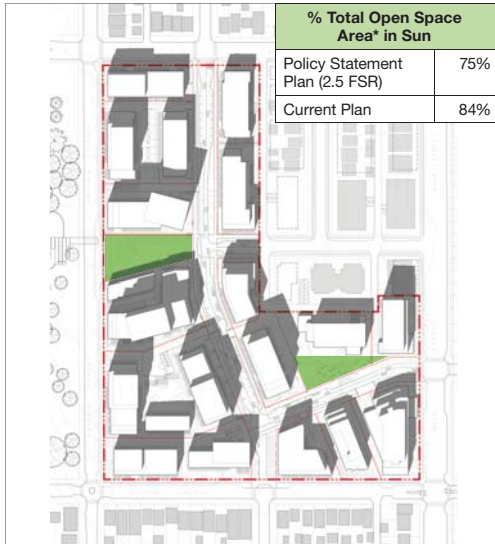 % Total Open Space
Area* in Sun
Policy Statement
Plan (2.5 FSR)
75%
Current Plan
84%